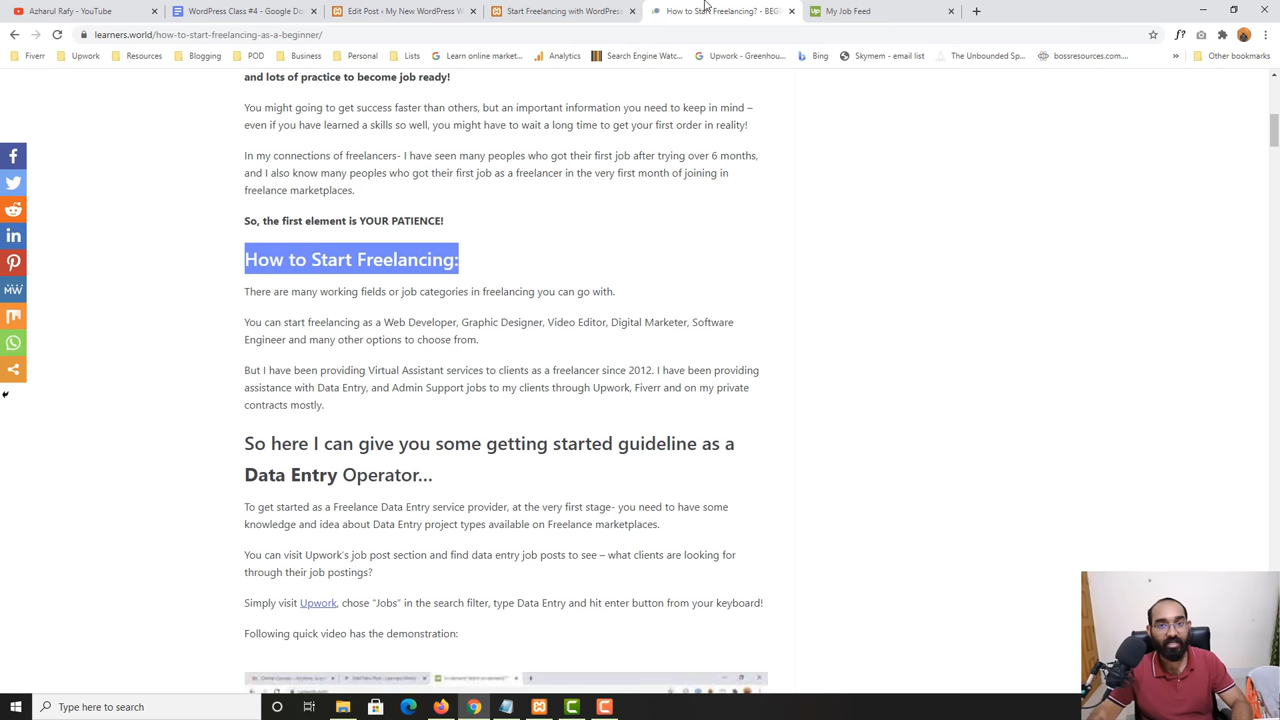 Azharul Rafy - YouTube
WordPress Class #4 - Google Do
Edit Post ‹ My New WordPress W
Start Freelancing with WordPress
How to Start Freelancing? - BEGI
My Job Feed
learners.world/how-to-start-freelancing-as-a-beginner/
Fiverr
Upwork
Resources
Blogging
POD
Business
Personal
Lists
Learn online market...
Analytics
Search Engine Watc...
Upwork - Greenhou...
Bing
Skymem - email list
The Unbounded Sp...
bossresources.com...
Other bookmarks
and lots of practice to become job ready!
You might going to get success faster than others, but an important information you need to keep in mind –
even if you have learned a skills so well, you might have to wait a long time to get your first order in reality!
In my connections of freelancers- I have seen many peoples who got their first job after trying over 6 months,
and I also know many peoples who got their first job as a freelancer in the very first month of joining in
freelance marketplaces.
So, the first element is YOUR PATIENCE!
How to Start Freelancing:
There are many working fields or job categories in freelancing you can go with.
You can start freelancing as a Web Developer, Graphic Designer, Video Editor, Digital Marketer, Software
Engineer and many other options to choose from.
But I have been providing Virtual Assistant services to clients as a freelancer since 2012. I have been providing
assistance with Data Entry, and Admin Support jobs to my clients through Upwork, Fiverr and on my private
contracts mostly.
So here I can give you some getting started guideline as a
Data Entry Operator...
To get started as a Freelance Data Entry service provider, at the very first stage- you need to have some
knowledge and idea about Data Entry project types available on Freelance marketplaces.
You can visit Upwork's job post section and find data entry job posts to see – what clients are looking for
through their job postings?
Simply visit Upwork, chose "Jobs" in the search filter, type Data Entry and hit enter button from your keyboard!
Following quick video has the demonstration:
Type here to search